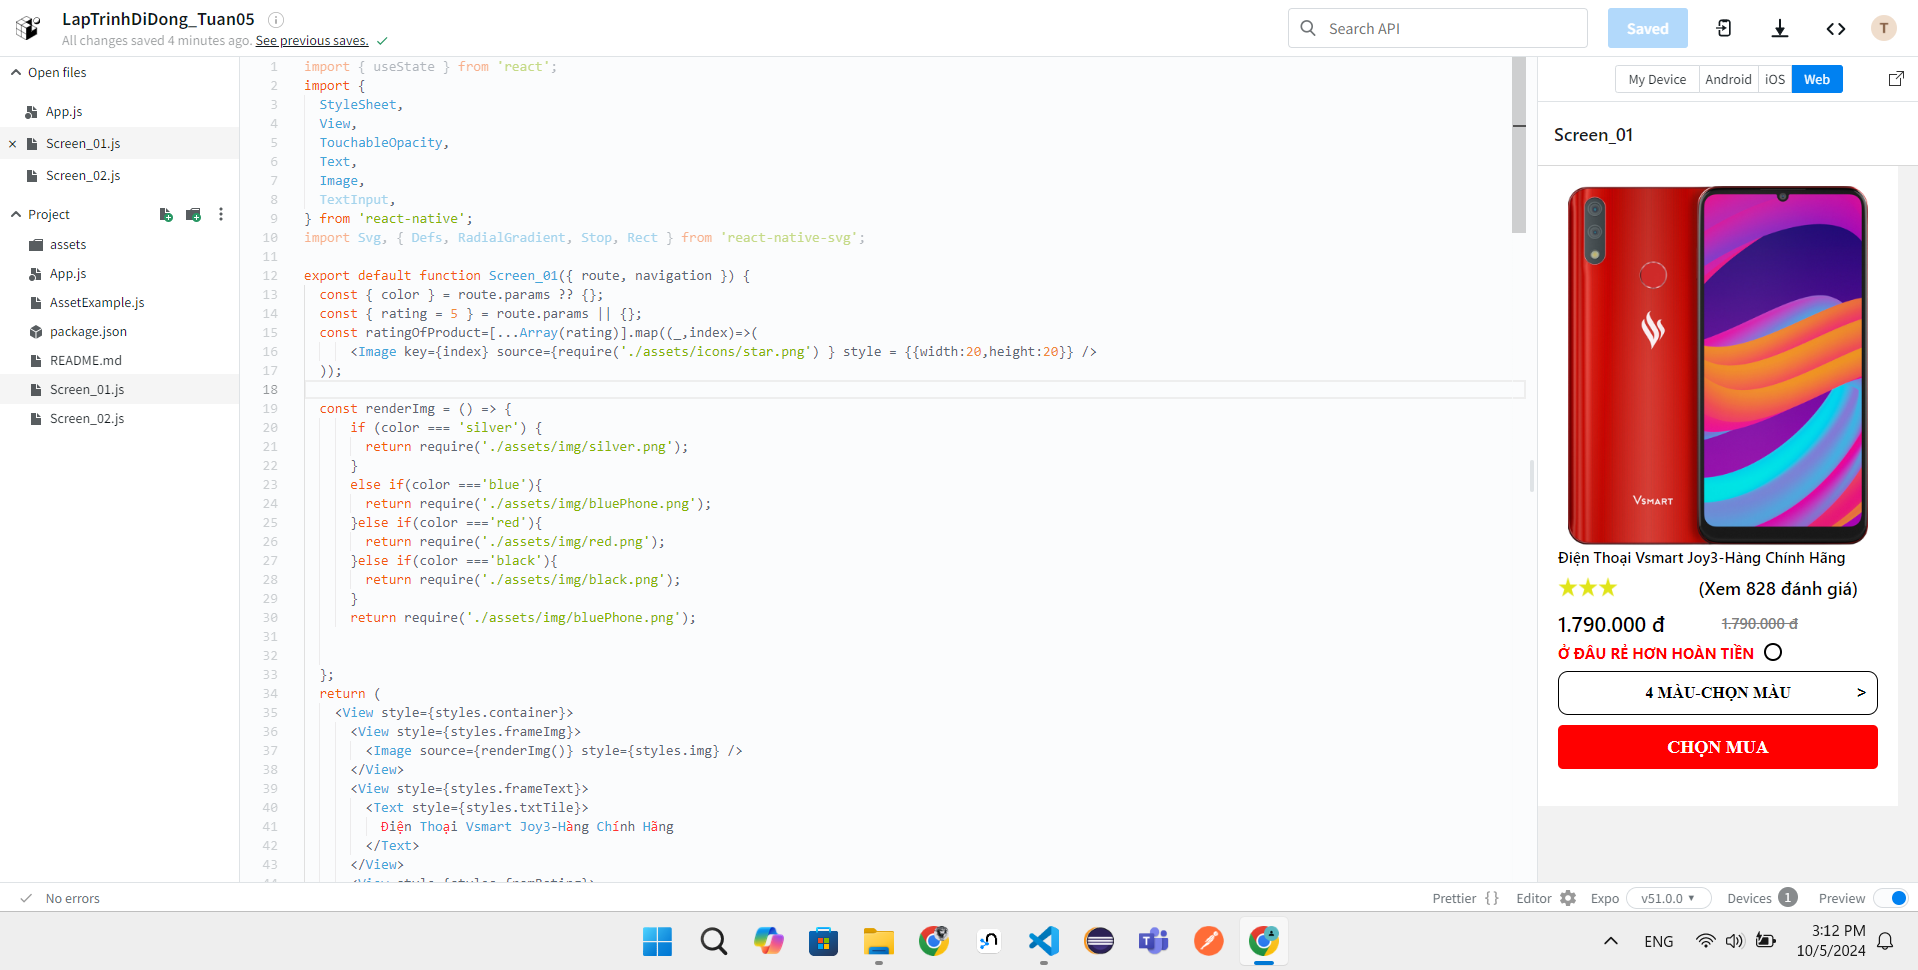 LapTrinhDiDong_Tuan05
All changes saved 4 minutes ago. See previous saves.
Search API
Saved
T
Open files
App.js
Screen_01.js
Screen_02.js
Project
assets
App.js
AssetExample.js
package.json
README.md
Screen_01.js
Screen_02.js
1 import { useState } from 'react';
2 import {
3 StyleSheet,
4 View,
5 TouchableOpacity,
6 Text,
7 Image,
8 TextInput,
9 } from 'react-native';
10 import Svg, { Defs, RadialGradient, Stop, Rect } from 'react-native-svg';
11
12 export default function Screen_01({ route, navigation }) {
13 const { color } = route.params ?? {};
14 const { rating = 5 } = route.params || {};
15 const ratingOfProduct=[...Array(rating)].map((_,index)=>(
16 <Image key={index} source={require('./assets/icons/star.png') } style = {{width:20,height:20}} />
17 ));
18
19 const renderImg = () => {
20 if (color === 'silver') {
21 return require('./assets/img/silver.png');
22 }
23 else if(color ==='blue'){
24 return require('./assets/img/bluePhone.png');
25 }else if(color ==='red'){
26 return require('./assets/img/red.png');
27 }else if(color ==='black'){
28 return require('./assets/img/black.png');
29 }
30 return require('./assets/img/bluePhone.png');
31
32
33 };
34 return (
35 <View style={styles.container}>
36 <View style={styles.frameImg}>
37 <Image source={renderImg()} style={styles.img} />
38 </View>
39 <View style={styles.frameText}>
40 <Text style={styles.txtTile}>
41 Điện Thoại Vsmart Joy3-Hàng Chính Hãng
42 </Text>
43 </View>
My Device Android iOS Web
Screen_01
VSMART
Điện Thoại Vsmart Joy3-Hàng Chính Hãng
(Xem 828 đánh giá)
1.790.000 đ 1.790.000 đ
Ở ĐÂU RẺ HƠN HOÀN TIỀN
4 MÀU-CHỌN MÀU >
CHỌN MUA
No errors
Prettier { } Editor Expo v51.0.0 Devices 1 Preview
ENG
3:12 PM
10/5/2024